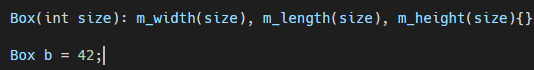 Box(int size): m_width(size), m_length(size), m_height(size){}
Box b = 42;